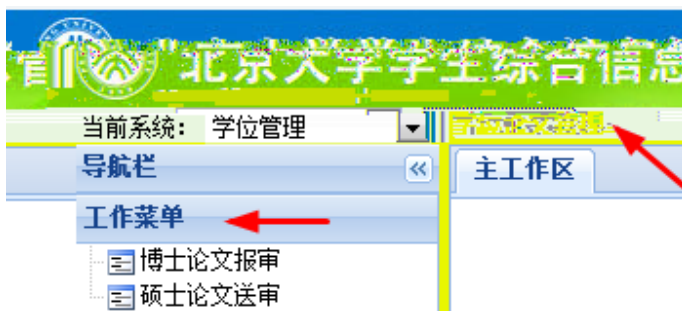 北京大学学生综合信息
当前系统: 学位管理
导航栏
主工作区
工作菜单
博士论文报审
硕士论文送审